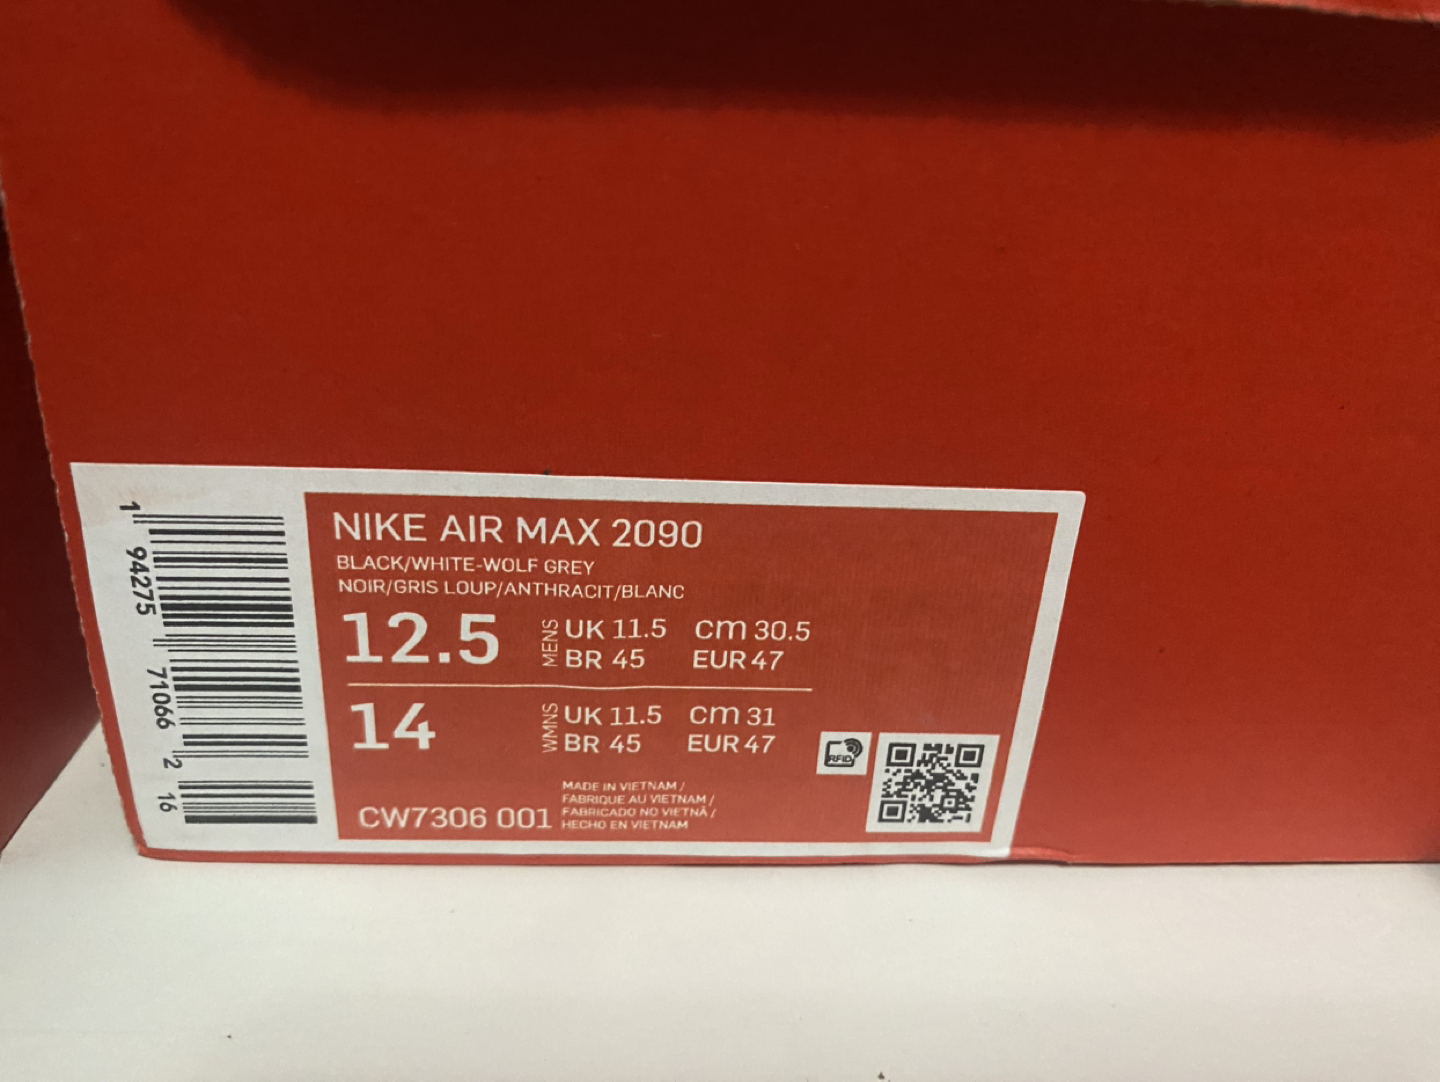 NIKE AIR MAX 2090
BLACK/WHITE-WOLF GREY
NOIR/GRIS LOUP/ANTHRACIT/BLANC
12.5 MENS UK 11.5 cm 30.5
BR 45 EUR 47
14 WMNS UK 11.5 cm 31
BR 45 EUR 47
RFID
CW7306 001
MADE IN VIETNAM /
FABRIQUE AU VIETNAM /
FABRICADO NO VIETNÃ /
HECHO EN VIETNAM
1 94275 71066 2 16